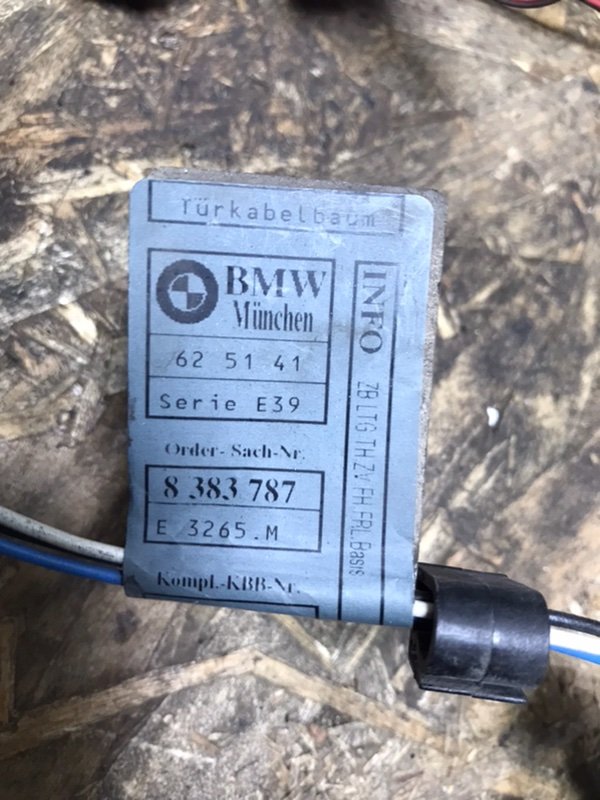 Türkabelbaum
BMW
München
62 51 41
Serie E39
Order- Sach-Nr.
8 383 787
E 3265.M
Kompl.-KBB-Nr.
INFO
ZB LTG TH ZV FH FRL.Basis